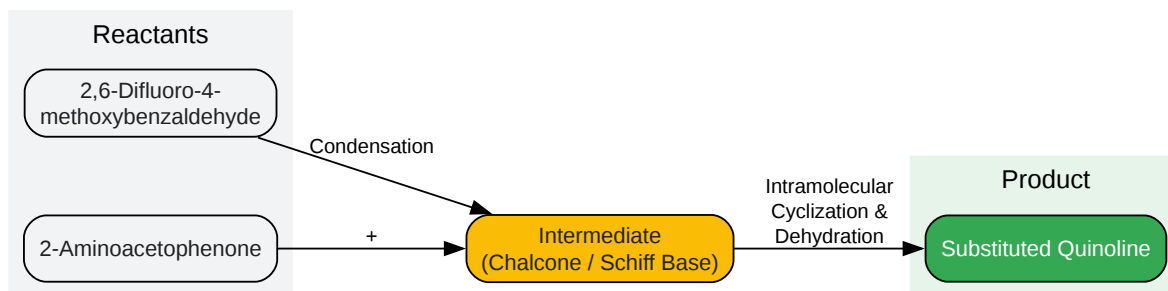 Reactants
2,6-Difluoro-4-
methoxybenzaldehyde
Condensation
2-Aminoacetophenone
+
Intermediate
(Chalcone / Schiff Base)
Intramolecular
Cyclization &
Dehydration
Product
Substituted Quinoline